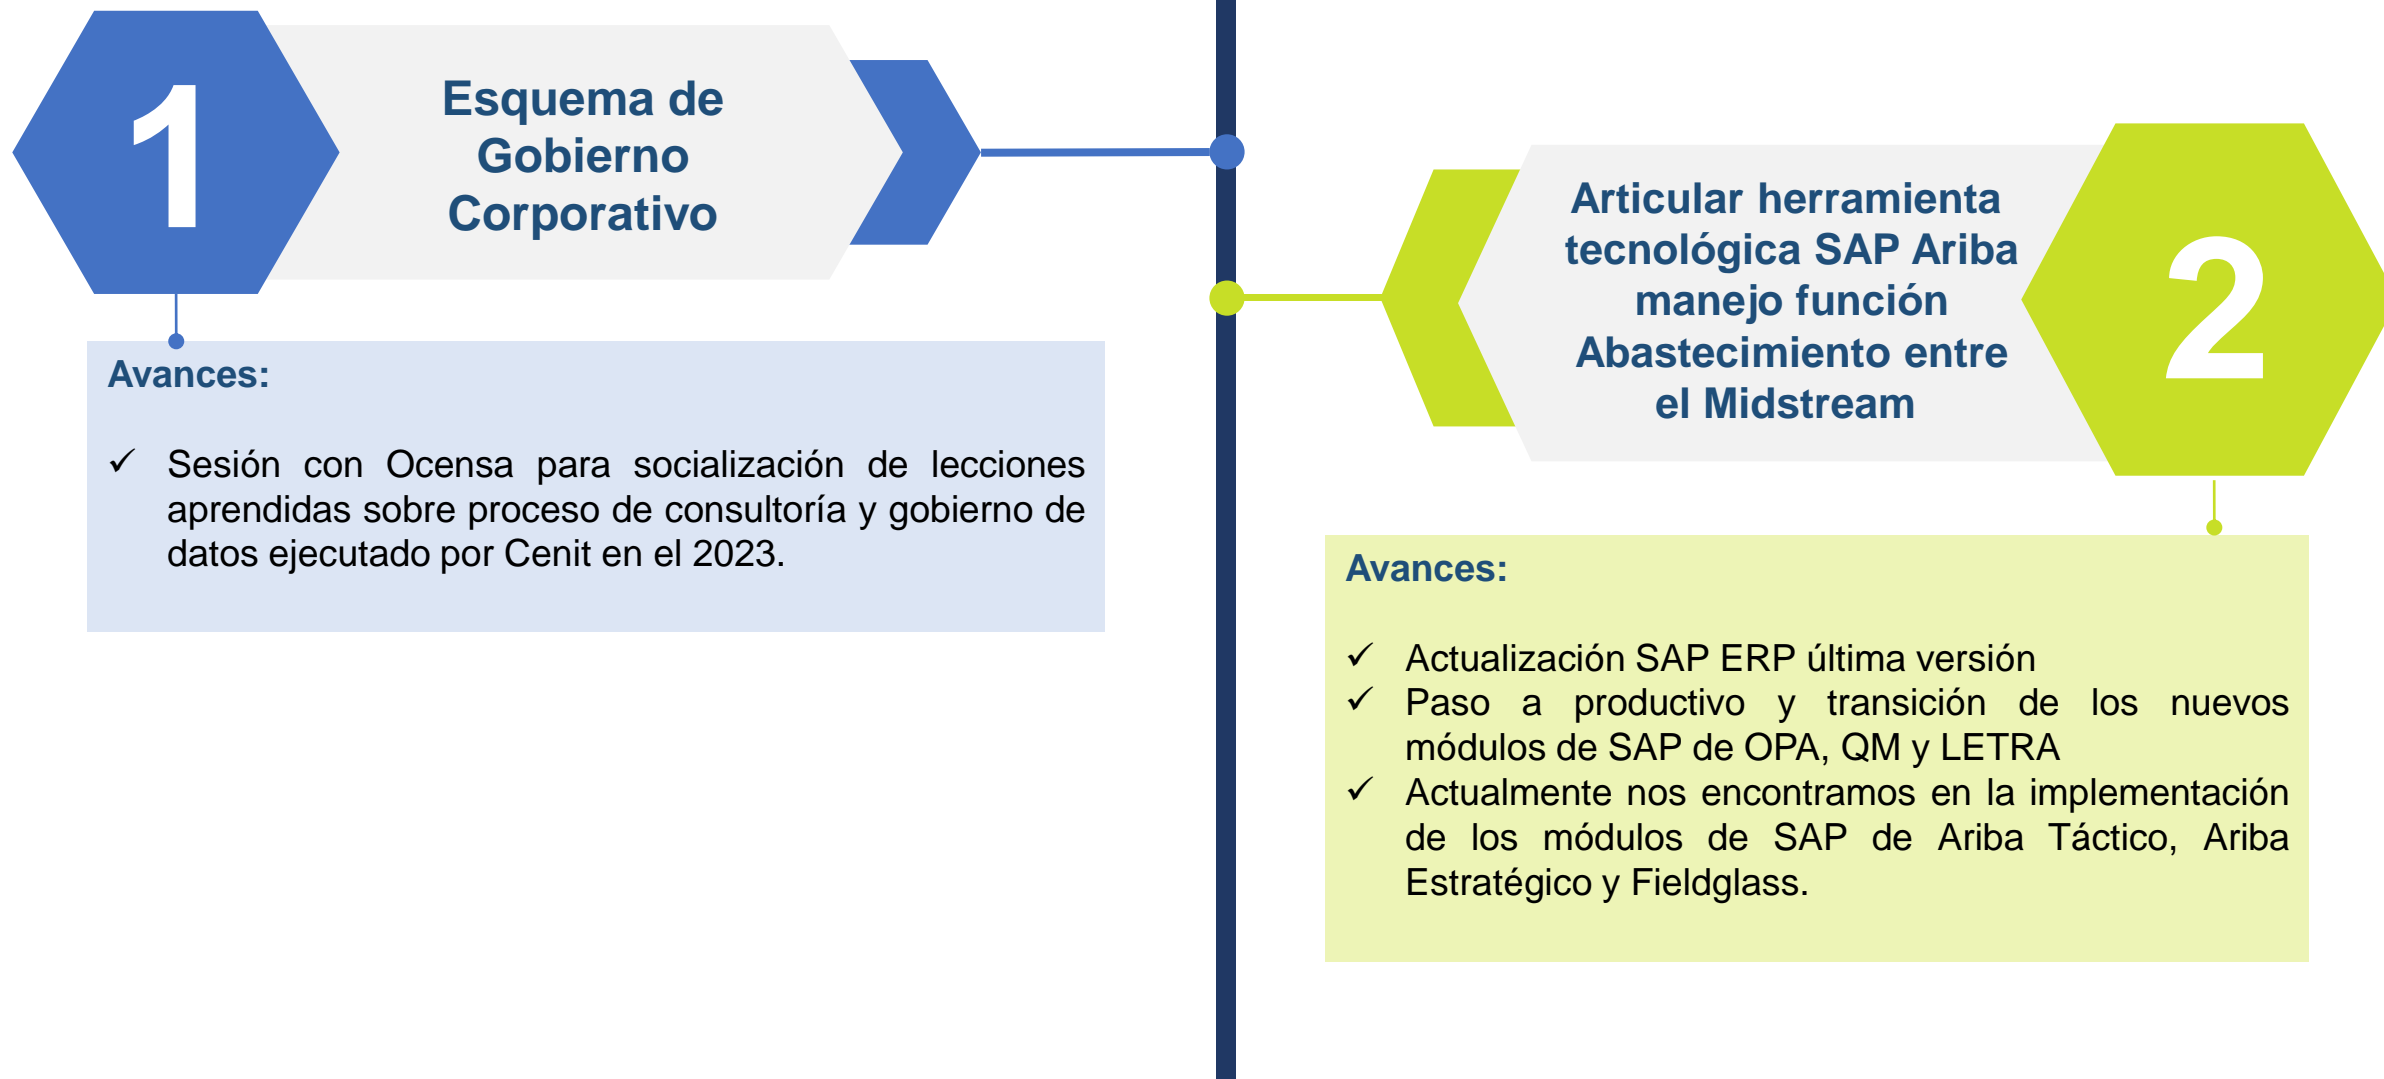 1
Esquema de
Gobierno
Corporativo
Avances:
✓ Sesión con Ocensa para socialización de lecciones
aprendidas sobre proceso de consultoría y gobierno de
datos ejecutado por Cenit en el 2023.
2
Articular herramienta
tecnológica SAP Ariba
manejo función
Abastecimiento entre
el Midstream
Avances:
✓ Actualización SAP ERP última versión
✓ Paso a productivo y transición de los nuevos
módulos de SAP de OPA, QM y LETRA
✓ Actualmente nos encontramos en la implementación
de los módulos de SAP de Ariba Táctico, Ariba
Estratégico y Fieldglass.